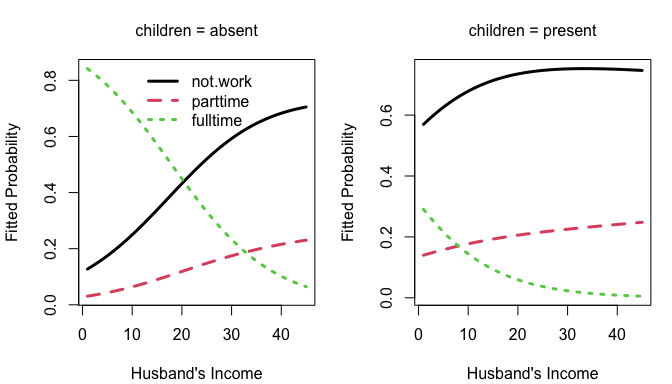 children = absent
not.work
parttime
fulltime
Fitted Probability
0.0
0.2
0.4
0.6
0.8
0 10 20 30 40
Husband's Income
children = present
Fitted Probability
0.0
0.2
0.4
0.6
0 10 20 30 40
Husband's Income